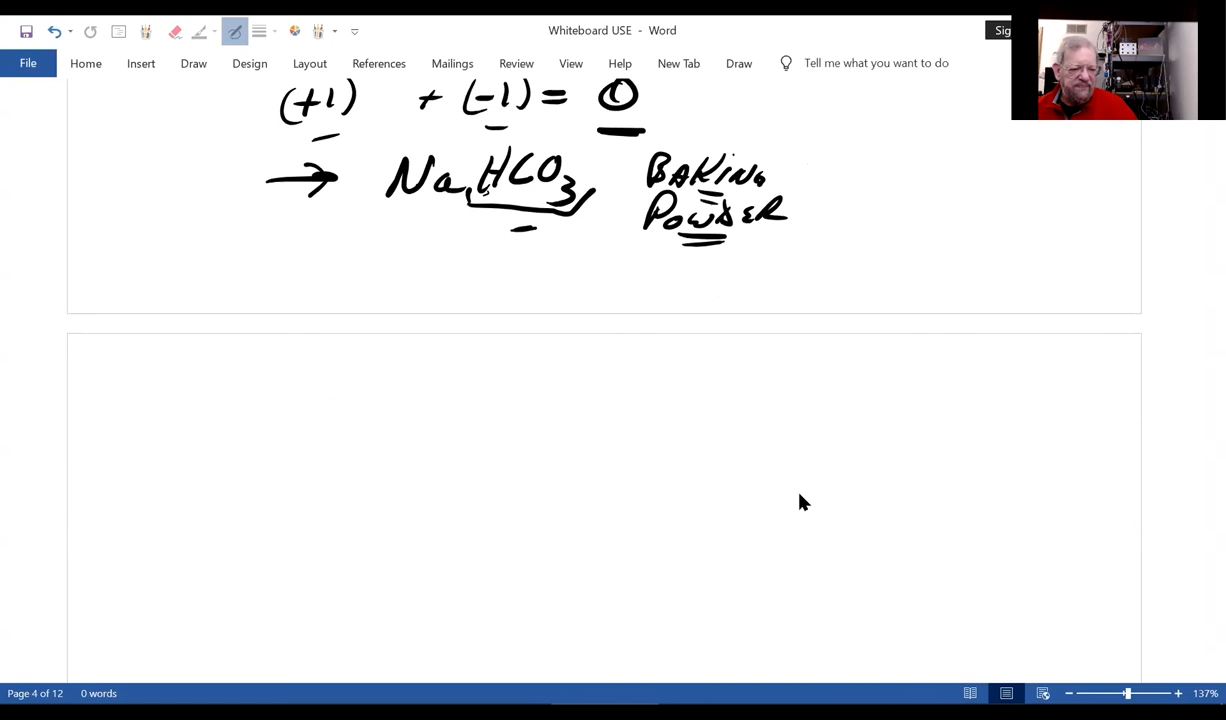 Whiteboard USE - Word
Sig
File Home Insert Draw Design Layout References Mailings Review View Help New Tab Draw Tell me what you want to do
(+1) + (-1) = 0
→ NaHCO3 BAKING
POWDER
Page 4 of 12 0 words 137%